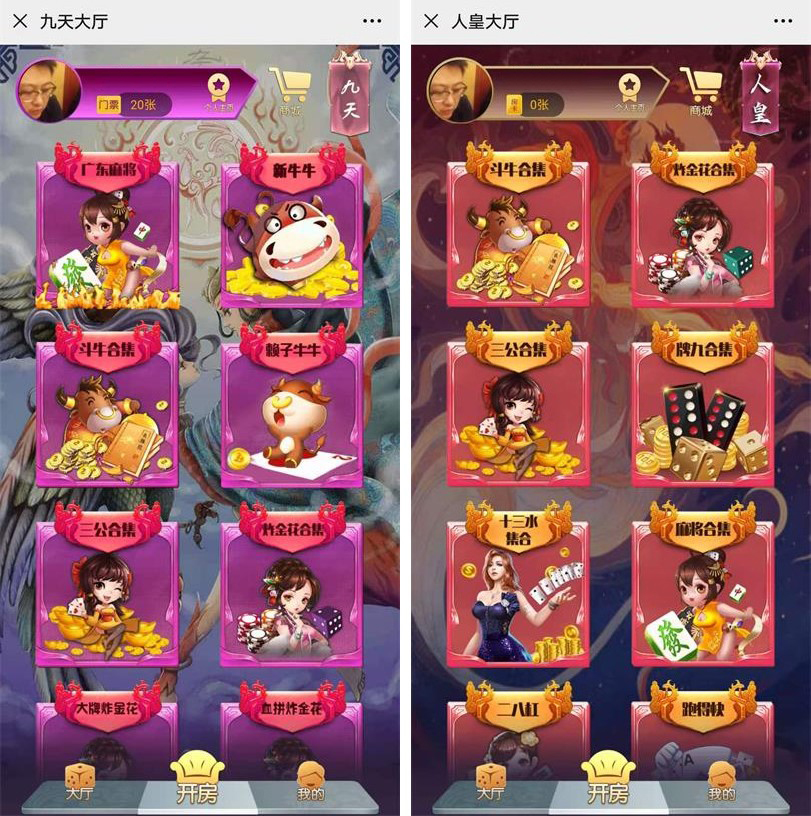 九天大厅
门票 20张
个人主页
商城
九天
广东麻将
新牛牛
斗牛合集
赖子牛牛
三公合集
炸金花合集
大牌炸金花
血拼炸金花
大厅
开房
我的
人皇大厅
房卡 0张
个人主页
商城
人皇
斗牛合集
炸金花合集
三公合集
牌九合集
十三水
集合
麻将合集
二八杠
跑得快
大厅
开房
我的